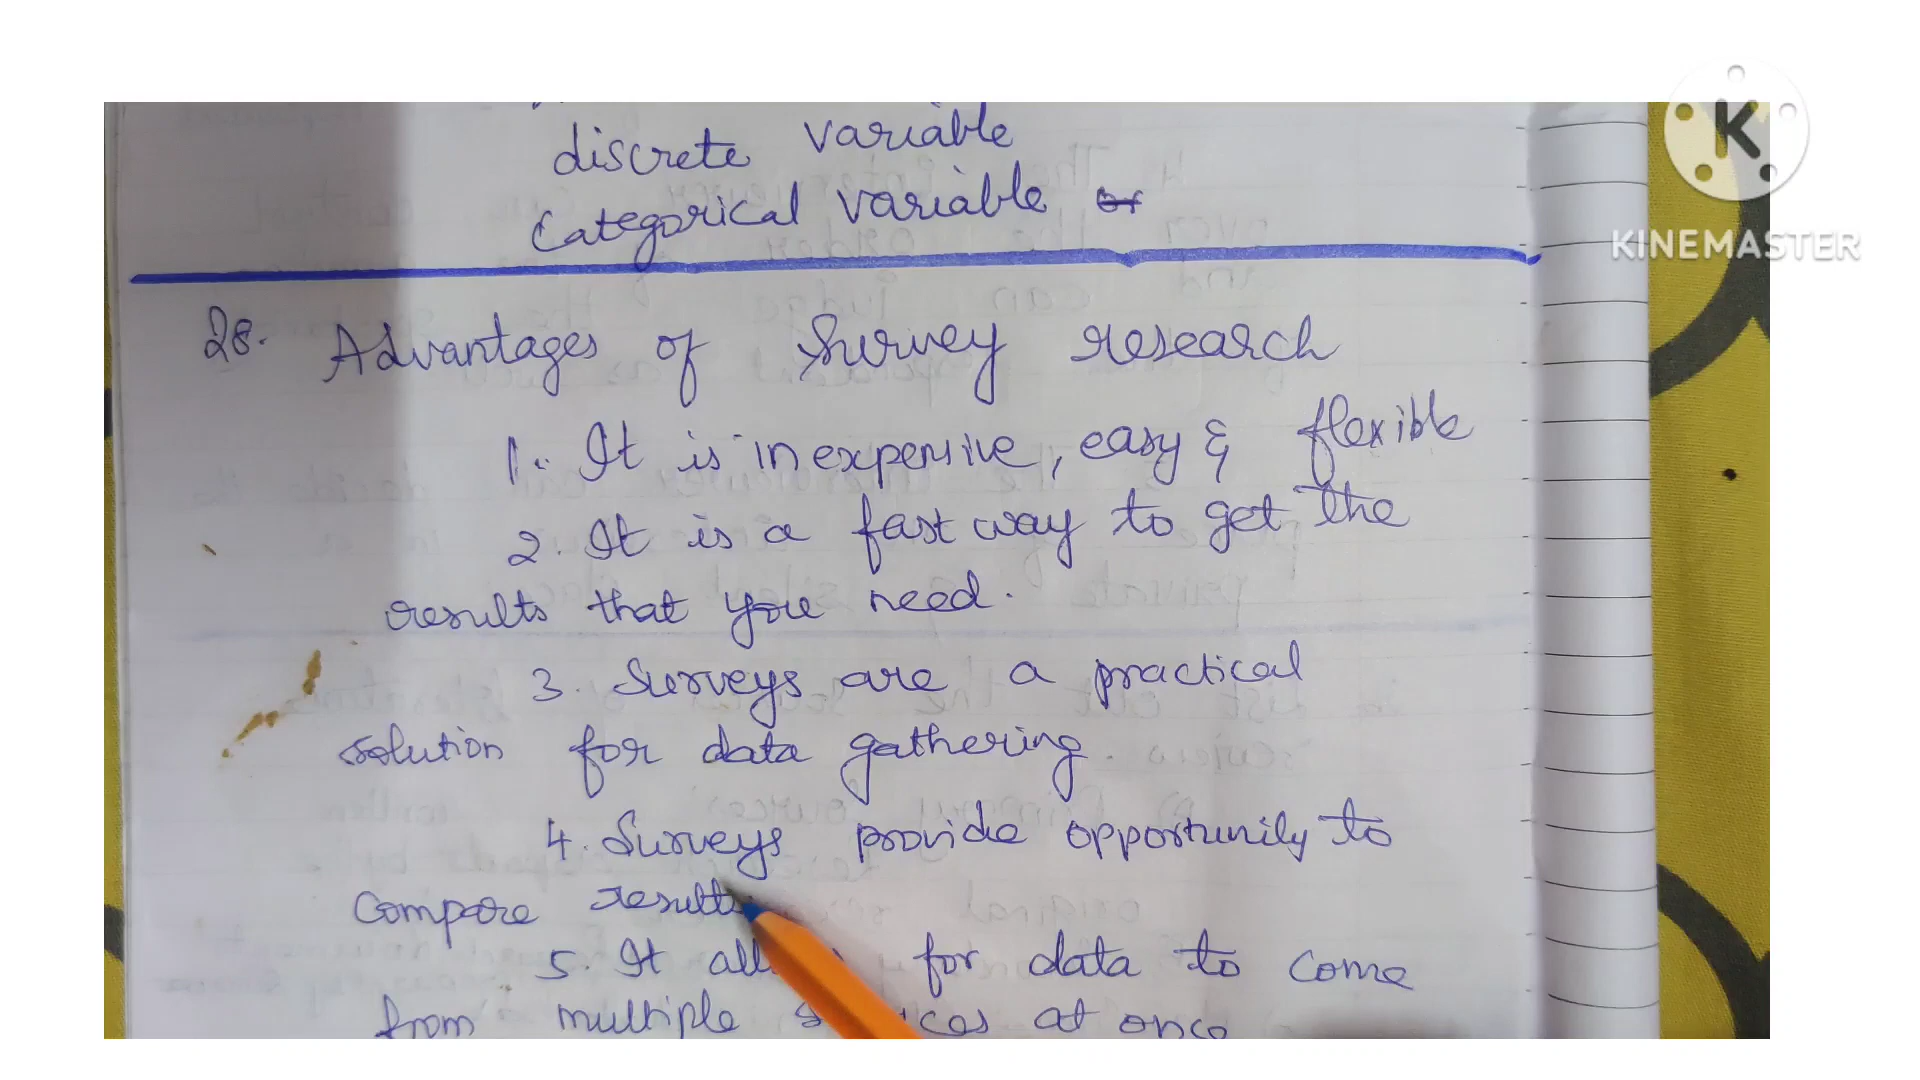 discrete variable
Categorical variable or
28. Advantages of Survey research
1. It is inexpensive, easy & flexible
2. It is a fast way to get the
results that you need.
3. Surveys are a practical
solution for data gathering.
4. Surveys provide opportunity to
compare results
5. It for data to come
from multiple at once
K
KINEMASTER